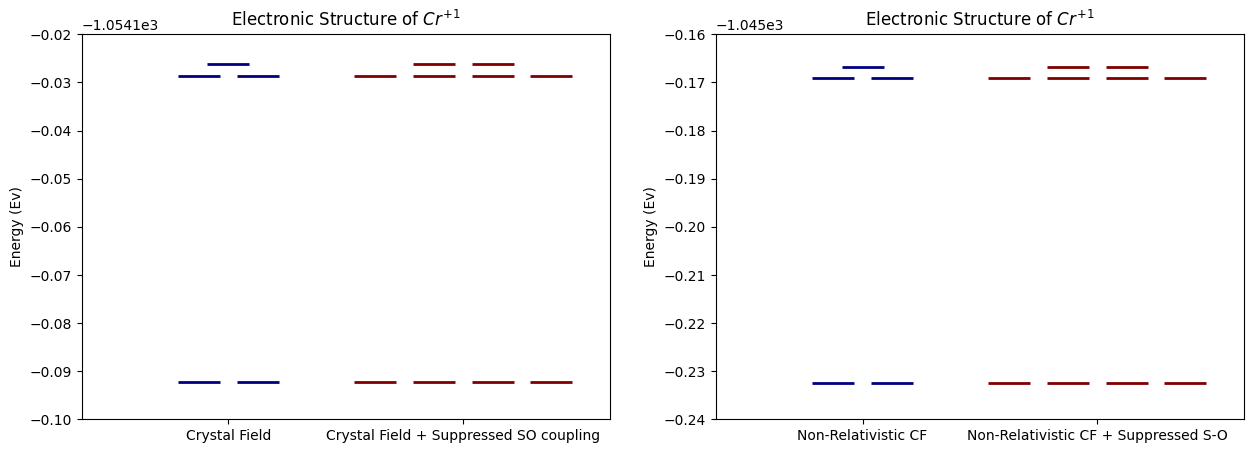 Electronic Structure of Cr+1
−1.0541e3
−0.02
−0.03
−0.04
−0.05
−0.06
−0.07
−0.08
−0.09
−0.10
Energy (Ev)
Crystal Field
Crystal Field + Suppressed SO coupling
Electronic Structure of Cr+1
−1.045e3
−0.16
−0.17
−0.18
−0.19
−0.20
−0.21
−0.22
−0.23
−0.24
Energy (Ev)
Non-Relativistic CF
Non-Relativistic CF + Suppressed S-O